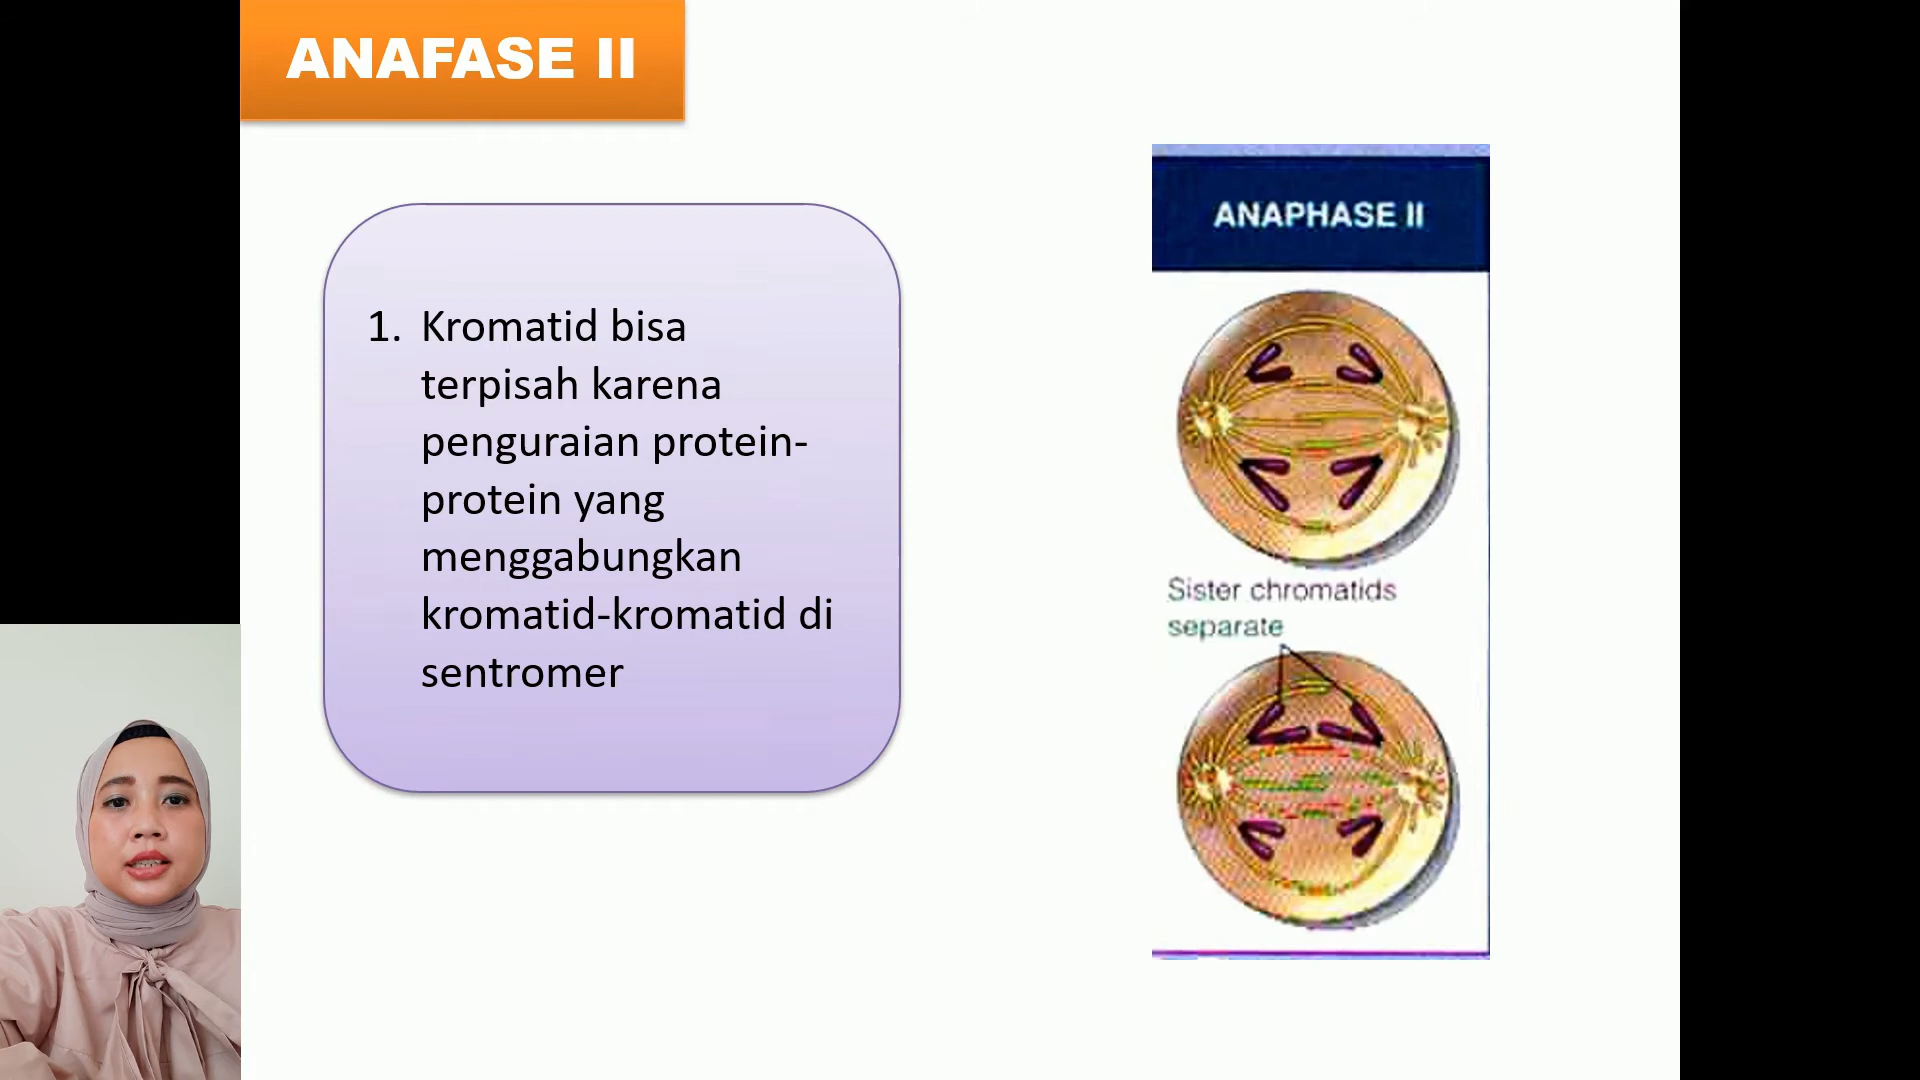 ANAFASE II
1. Kromatid bisa
terpisah karena
penguraian protein-
protein yang
menggabungkan
kromatid-kromatid di
sentromer
ANAPHASE II
Sister chromatids
separate